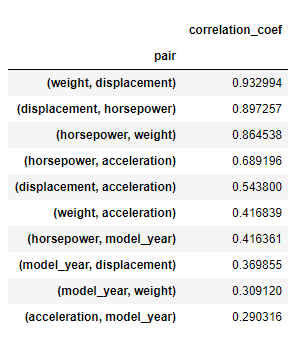 correlation_coef
pair
(weight, displacement) 0.932994
(displacement, horsepower) 0.897257
(horsepower, weight) 0.864538
(horsepower, acceleration) 0.689196
(displacement, acceleration) 0.543800
(weight, acceleration) 0.416839
(horsepower, model_year) 0.416361
(model_year, displacement) 0.369855
(model_year, weight) 0.309120
(acceleration, model_year) 0.290316